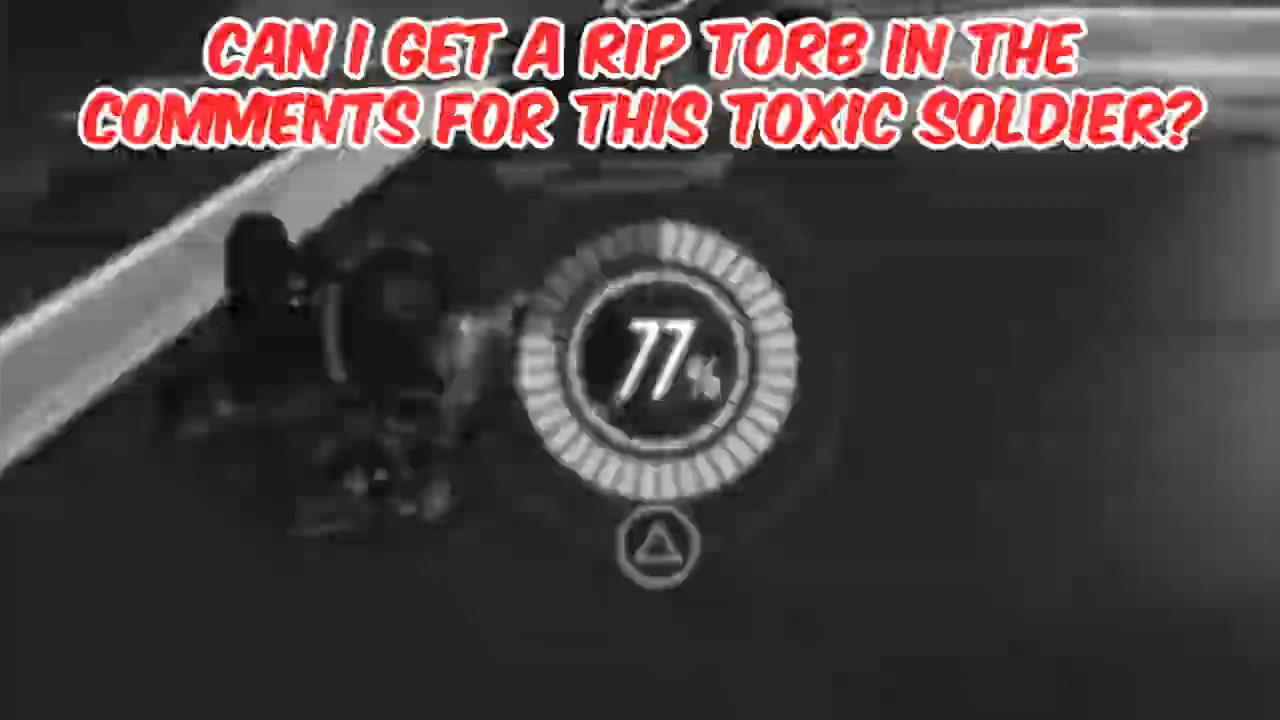 CAN I GET A RIP TORB IN THE
COMMENTS FOR THIS TOXIC SOLDIER?
77%